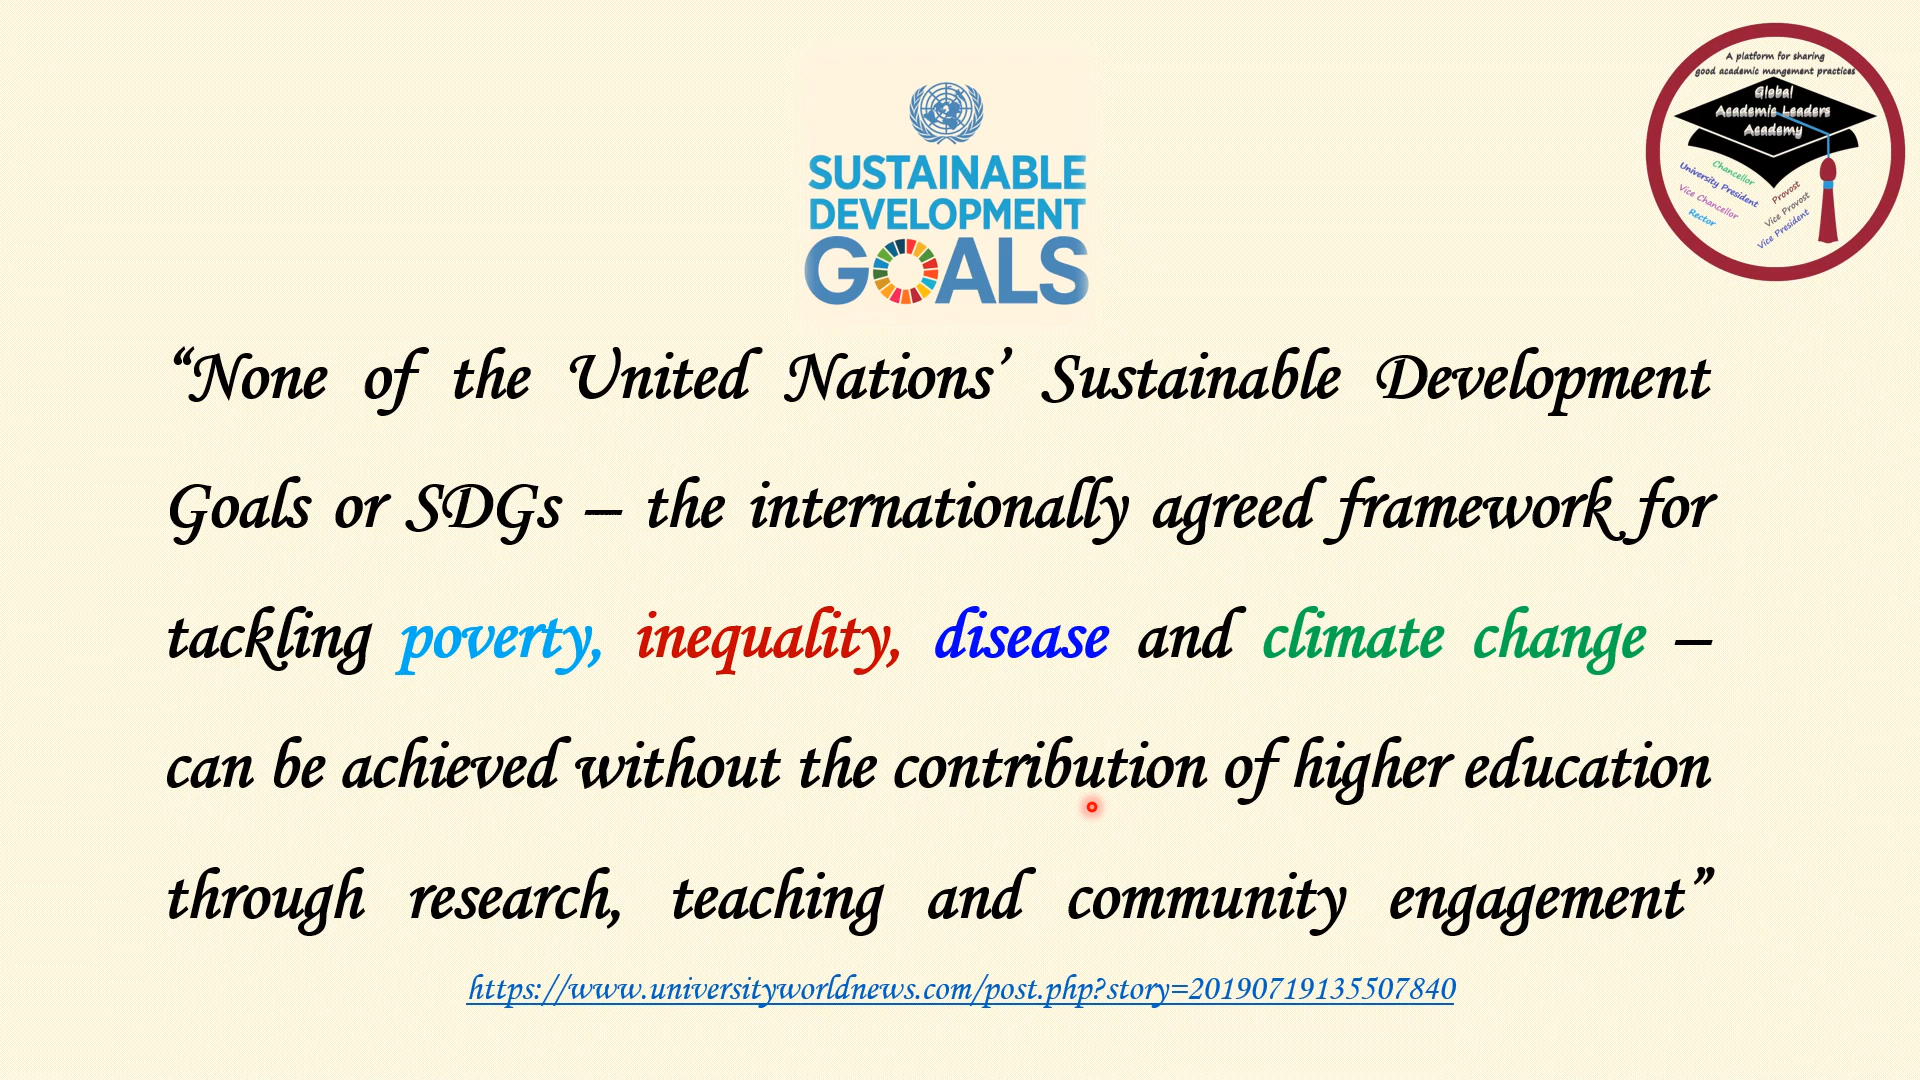 SUSTAINABLE
DEVELOPMENT
GOALS
A platform for sharing
good academic mangement practices
Global
Academic Leaders
Academy
Chancellor
University President
Vice Chancellor
Rector
Provost
Vice Provost
Vice President
“None of the United Nations’ Sustainable Development
Goals or SDGs – the internationally agreed framework for
tackling poverty, inequality, disease and climate change –
can be achieved without the contribution of higher education
through research, teaching and community engagement”
https://www.universityworldnews.com/post.php?story=20190719135507840